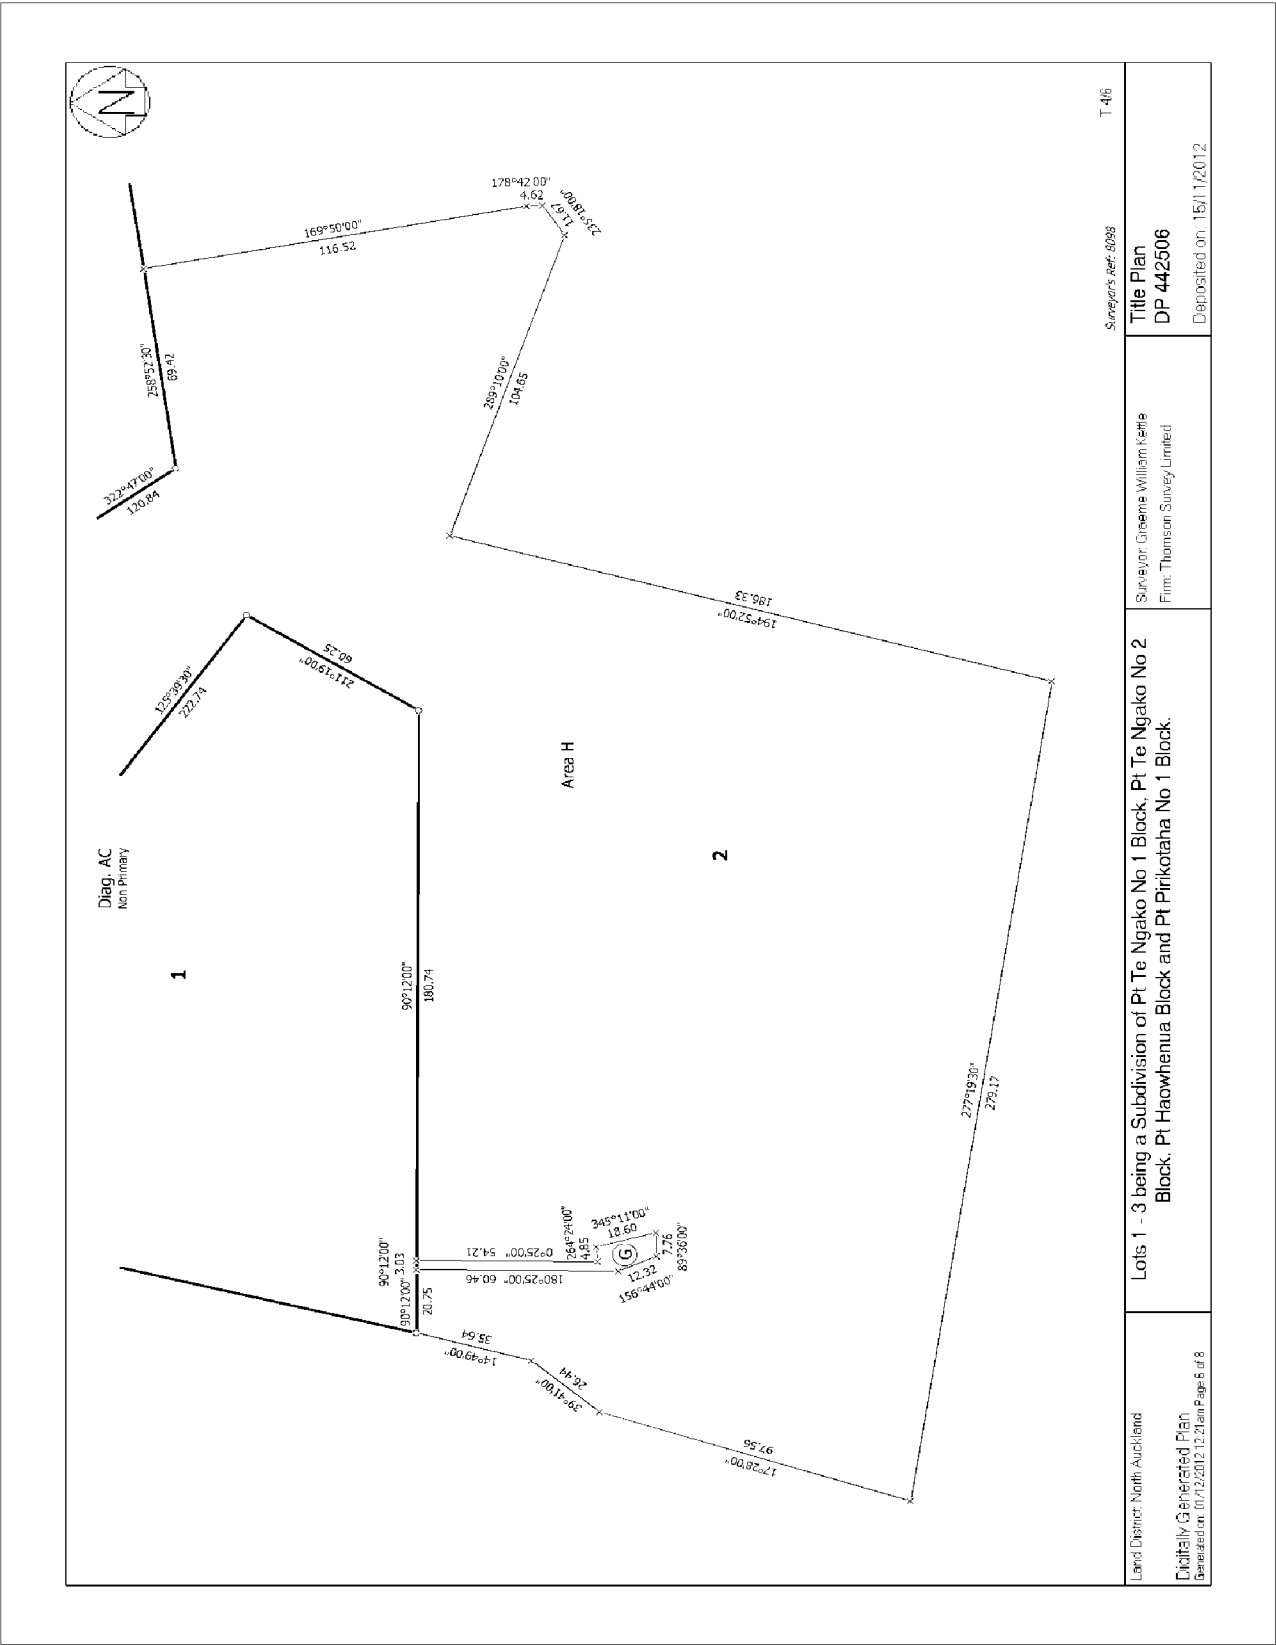 N
Diag. AC
Non Primary
1
322°47'00"
120.84
258°52'30"
69.42
169°50'00"
116.52
178°42'00"
4.62
11.67
235°18'00"
289°10'00"
104.65
125°39'30"
222.74
60.25
211°19'00"
90°12'00"
180.74
90°12'00"
3.03
90°12'00"
20.75
0°25'00" 54.21
180°25'00" 60.46
264°24'00"
4.85
345°11'00"
18.60
G
7.76
89°36'00"
12.32
156°44'00"
35.64
14°49'00"
26.44
39°41'00"
97.56
17°28'00"
Area H
2
186.33
194°52'00"
277°19'30"
279.17
T 4/6
Surveyor's Ref: 8098
Land District: North Auckland
Digitally Generated Plan
Generated on: 01/12/2012 12:21am Page 6 of 8
Lots 1 - 3 being a Subdivision of Pt Te Ngako No 1 Block, Pt Te Ngako No 2
Block, Pt Haowhenua Block and Pt Pirikotaha No 1 Block.
Surveyor: Graeme William Kettle
Firm: Thomson Survey Limited
Title Plan
DP 442506
Deposited on: 15/11/2012